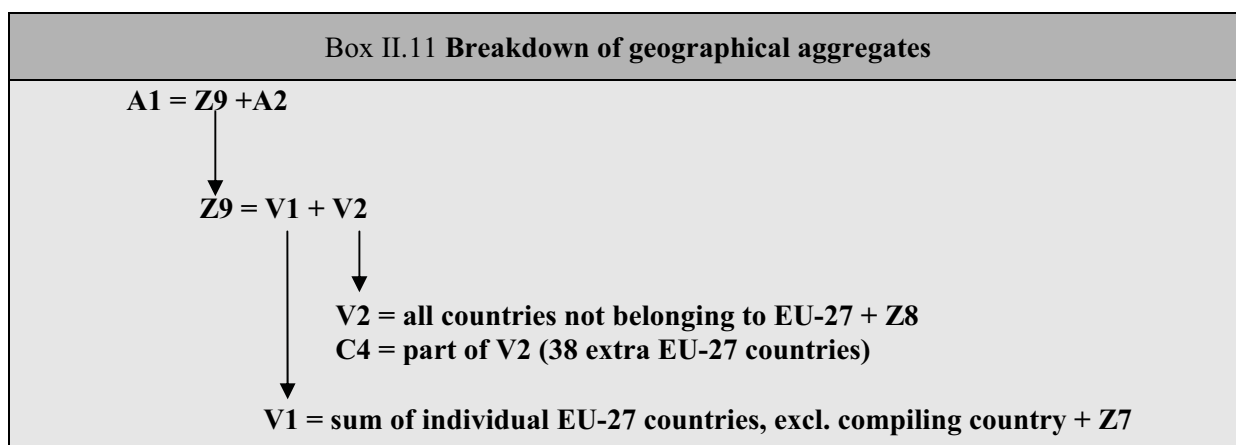 Box II.11 Breakdown of geographical aggregates
A1 = Z9 +A2
Z9 = V1 + V2
V2 = all countries not belonging to EU-27 + Z8
C4 = part of V2 (38 extra EU-27 countries)
V1 = sum of individual EU-27 countries, excl. compiling country + Z7